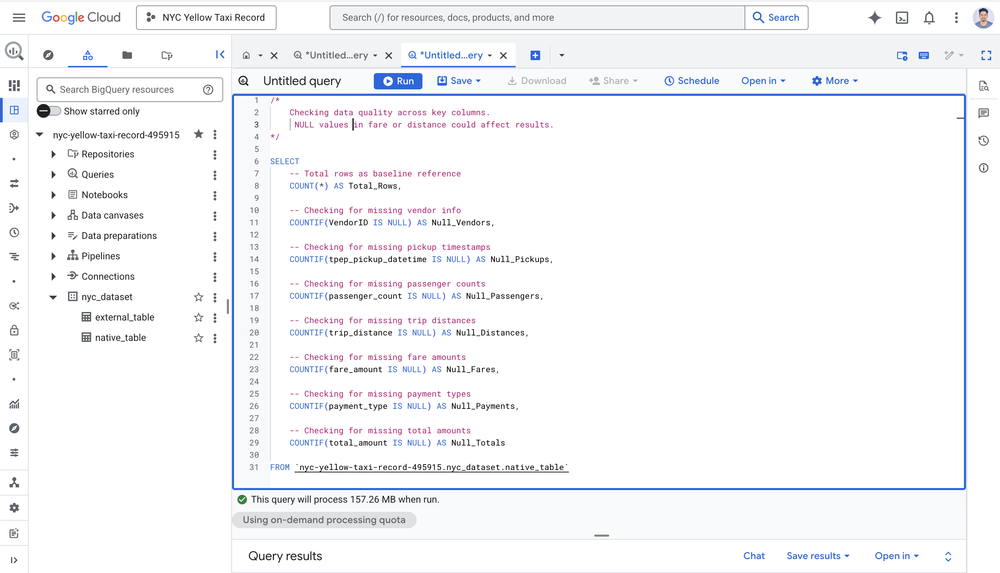 Google Cloud
NYC Yellow Taxi Record
Search (/) for resources, docs, products, and more
Search
*Untitled...ery
*Untitled...ery
Search BigQuery resources
Show starred only
nyc-yellow-taxi-record-495915
Repositories
Queries
Notebooks
Data canvases
Data preparations
Pipelines
Connections
nyc_dataset
external_table
native_table
Untitled query
Run
Save
Download
Share
Schedule
Open in
More
1 /*
2 Checking data quality across key columns.
3 NULL values in fare or distance could affect results.
4 */
5
6 SELECT
7 -- Total rows as baseline reference
8 COUNT(*) AS Total_Rows,
9
10 -- Checking for missing vendor info
11 COUNTIF(VendorID IS NULL) AS Null_Vendors,
12
13 -- Checking for missing pickup timestamps
14 COUNTIF(tpep_pickup_datetime IS NULL) AS Null_Pickups,
15
16 -- Checking for missing passenger counts
17 COUNTIF(passenger_count IS NULL) AS Null_Passengers,
18
19 -- Checking for missing trip distances
20 COUNTIF(trip_distance IS NULL) AS Null_Distances,
21
22 -- Checking for missing fare amounts
23 COUNTIF(fare_amount IS NULL) AS Null_Fares,
24
25 -- Checking for missing payment types
26 COUNTIF(payment_type IS NULL) AS Null_Payments,
27
28 -- Checking for missing total amounts
29 COUNTIF(total_amount IS NULL) AS Null_Totals
30
31 FROM `nyc-yellow-taxi-record-495915.nyc_dataset.native_table`
This query will process 157.26 MB when run.
Using on-demand processing quota
Query results
Chat
Save results
Open in